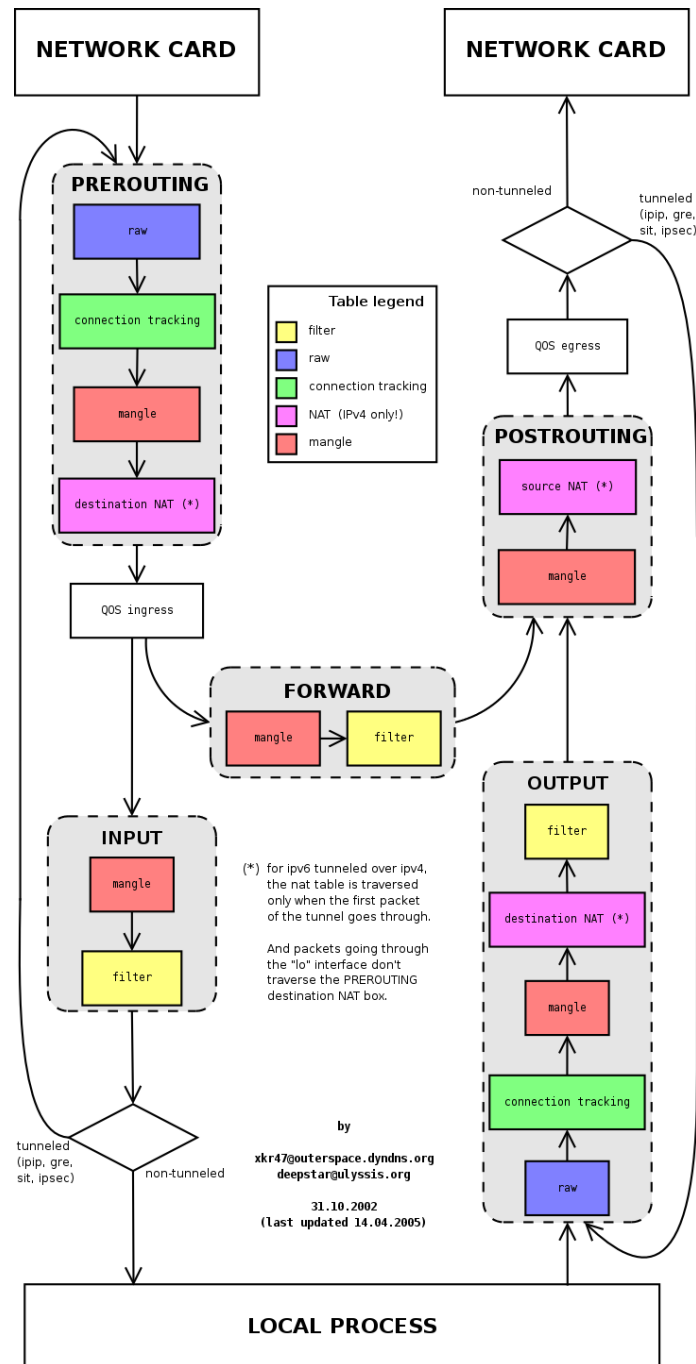 NETWORK CARD
NETWORK CARD
PREROUTING
raw
connection tracking
mangle
destination NAT (*)
QOS ingress
Table legend
filter
raw
connection tracking
NAT (IPv4 only!)
mangle
non-tunneled
tunneled
(ipip, gre,
sit, ipsec)
QOS egress
POSTROUTING
source NAT (*)
mangle
FORWARD
mangle
filter
INPUT
mangle
filter
(*) for ipv6 tunneled over ipv4,
the nat table is traversed
only when the first packet
of the tunnel goes through.
And packets going through
the "lo" interface don't
traverse the PREROUTING
destination NAT box.
OUTPUT
filter
destination NAT (*)
mangle
connection tracking
raw
tunneled
(ipip, gre,
sit, ipsec)
non-tunneled
by
xkr47@outerspace.dyndns.org
deepstar@ulyssis.org
31.10.2002
(last updated 14.04.2005)
LOCAL PROCESS